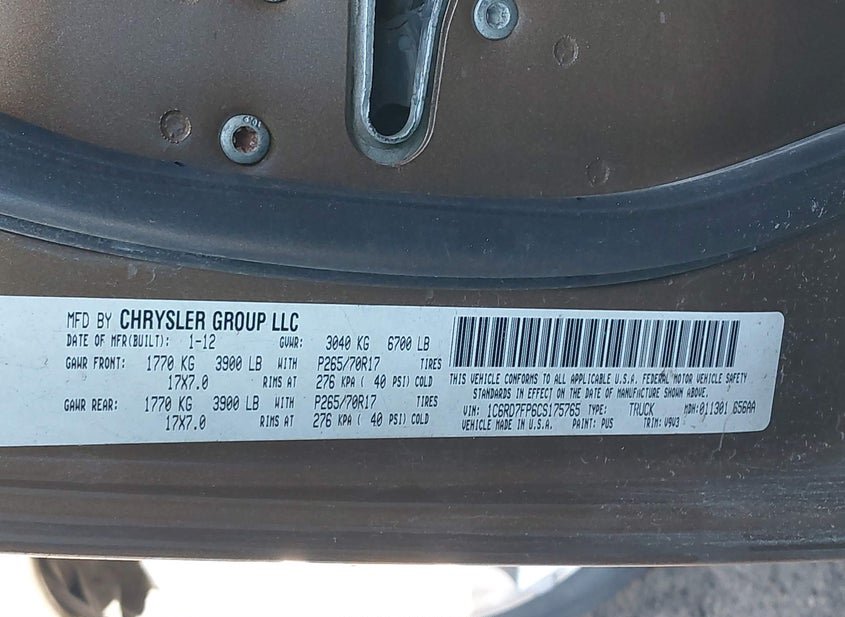 MFD BY CHRYSLER GROUP LLC
DATE OF MFR(BUILT): 1-12 GVWR: 3040 KG 6700 LB
GAWR FRONT: 1770 KG 3900 LB WITH P265/70R17 TIRES
17X7.0 RIMS AT 276 KPA ( 40 PSI) COLD
GAWR REAR: 1770 KG 3900 LB WITH P265/70R17 TIRES
17X7.0 RIMS AT 276 KPA ( 40 PSI) COLD
THIS VEHICLE CONFORMS TO ALL APPLICABLE U.S.A. FEDERAL MOTOR VEHICLE SAFETY
STANDARDS IN EFFECT ON THE DATE OF MANUFACTURE SHOWN ABOVE.
VIN: 1C6RD7FP6CS175765 TYPE: TRUCK MDH:011301 656AA
VEHICLE MADE IN U.S.A. PAINT: PUS TRIM: V9V3